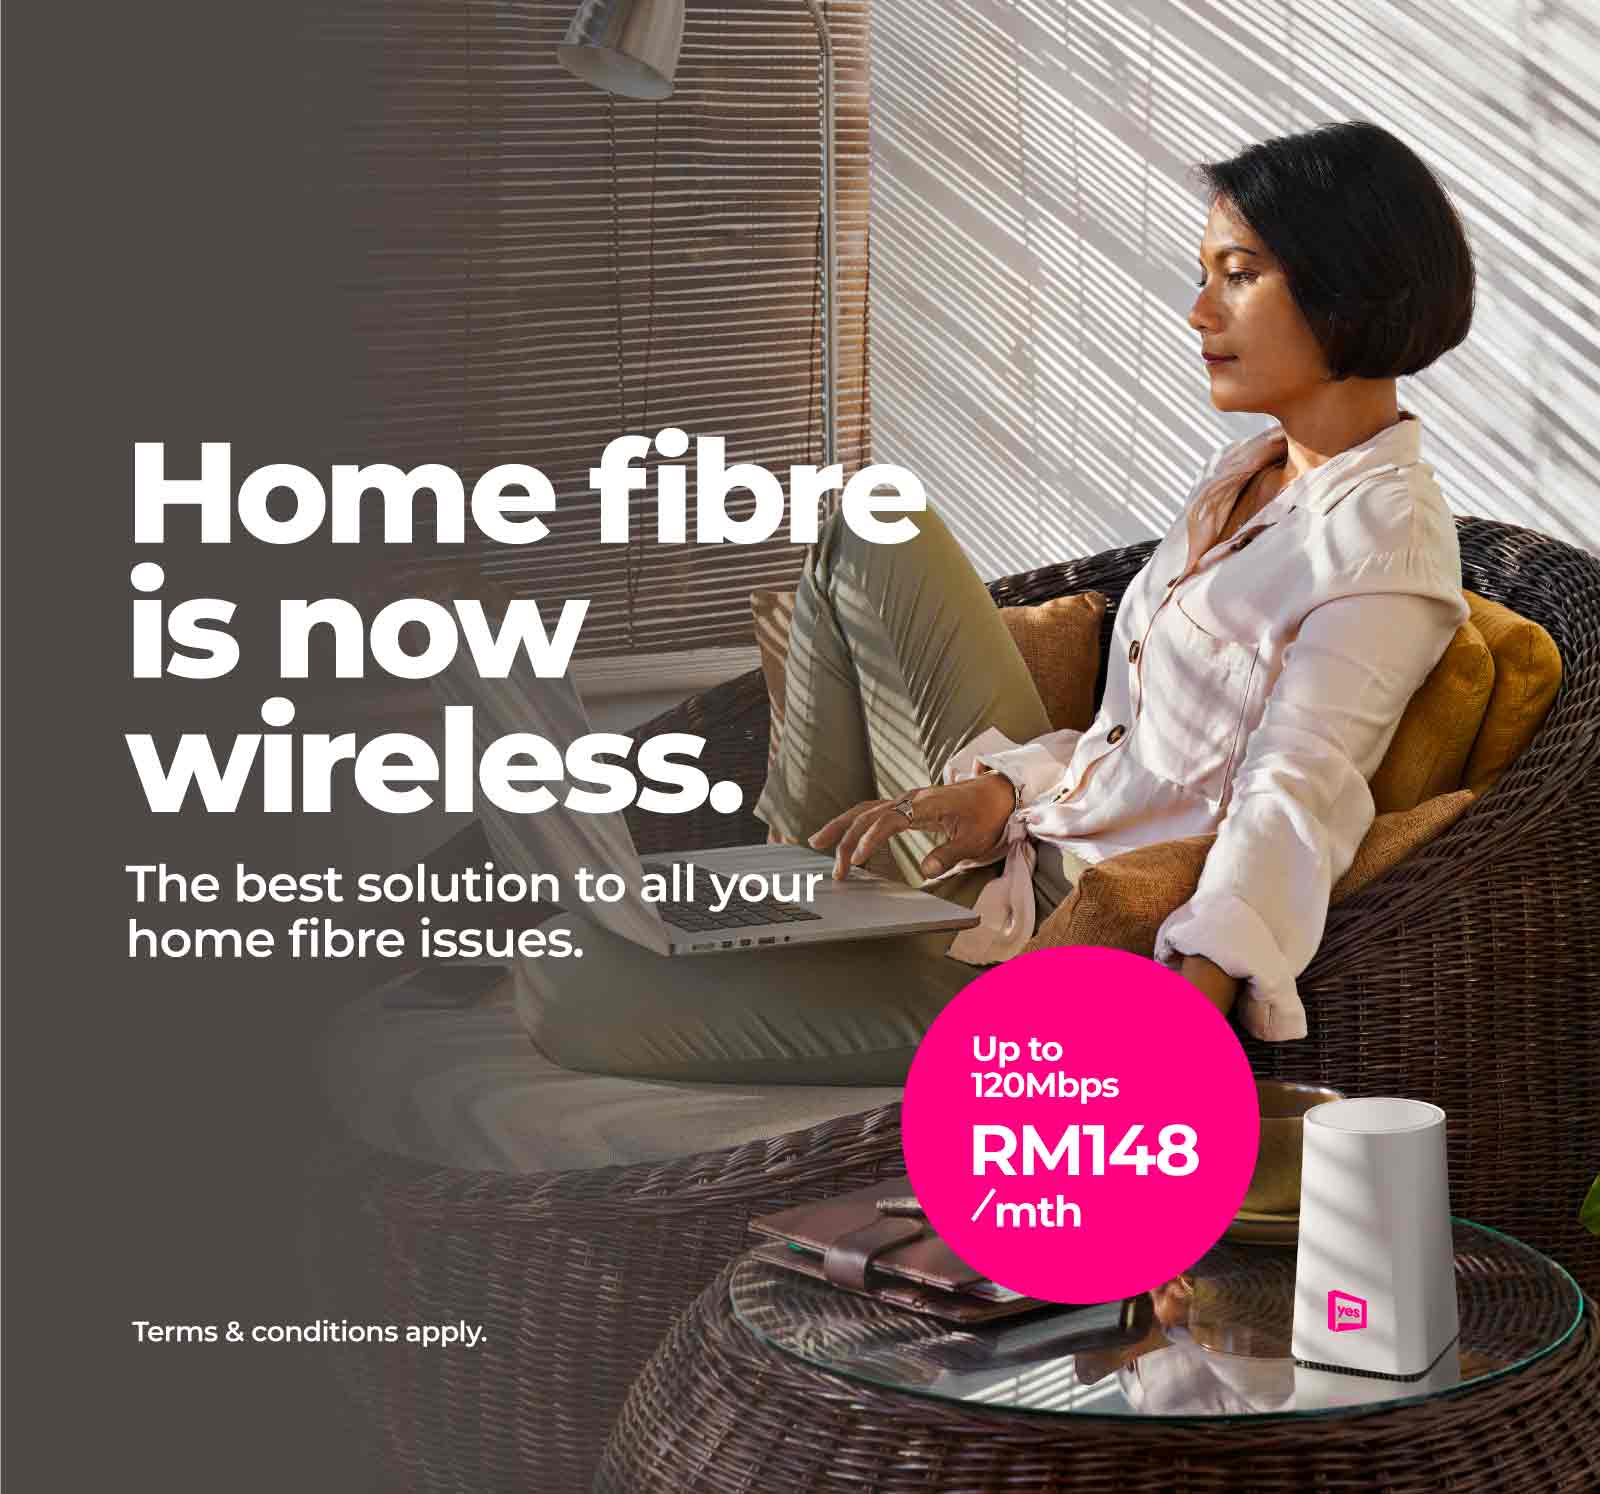 Home fibre
is now
wireless.
The best solution to all your
home fibre issues.
Up to
120Mbps
RM148
/mth
yes
Terms & conditions apply.